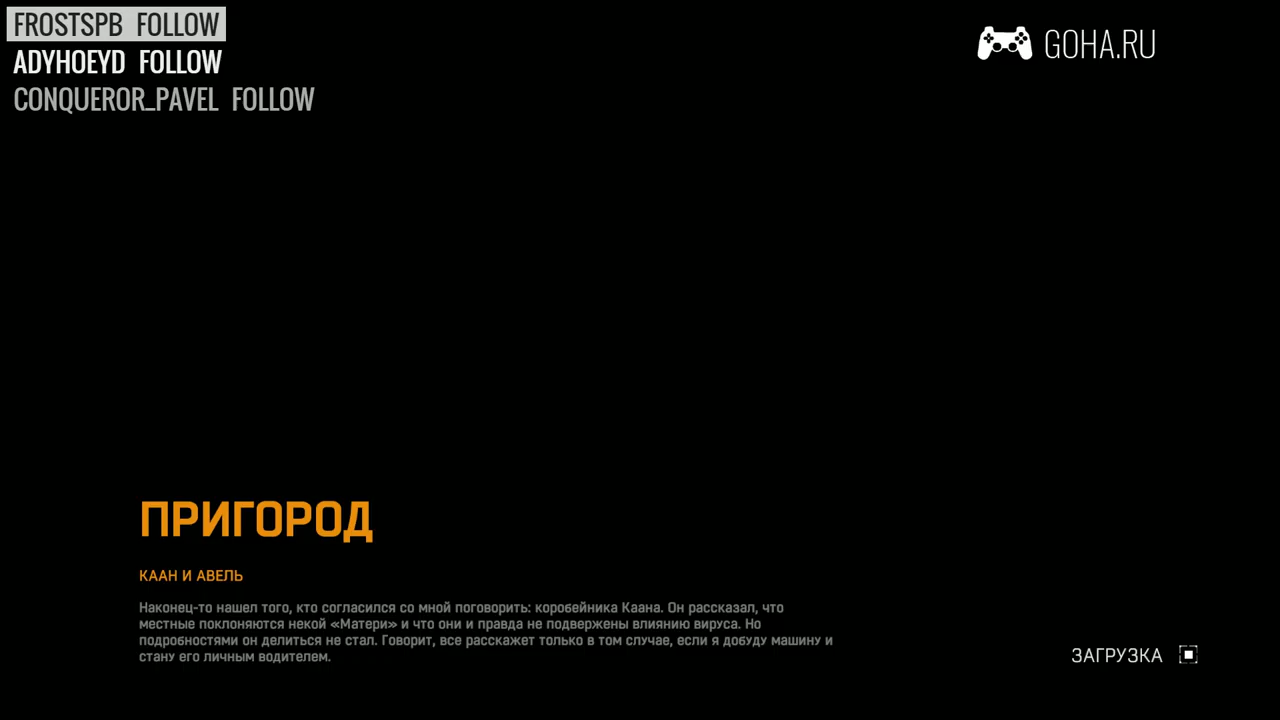 FROSTSPB FOLLOW
ADYHOEYD FOLLOW
CONQUEROR_PAVEL FOLLOW
GOHA.RU
ПРИГОРОД
КААН И АВЕЛЬ
Наконец-то нашел того, кто согласился со мной поговорить: коробейника Каана. Он рассказал, что
местные поклоняются некой «Матери» и что они и правда не подвержены влиянию вируса. Но
подробностями он делиться не стал. Говорит, все расскажет только в том случае, если я добуду машину и
стану его личным водителем.
ЗАГРУЗКА